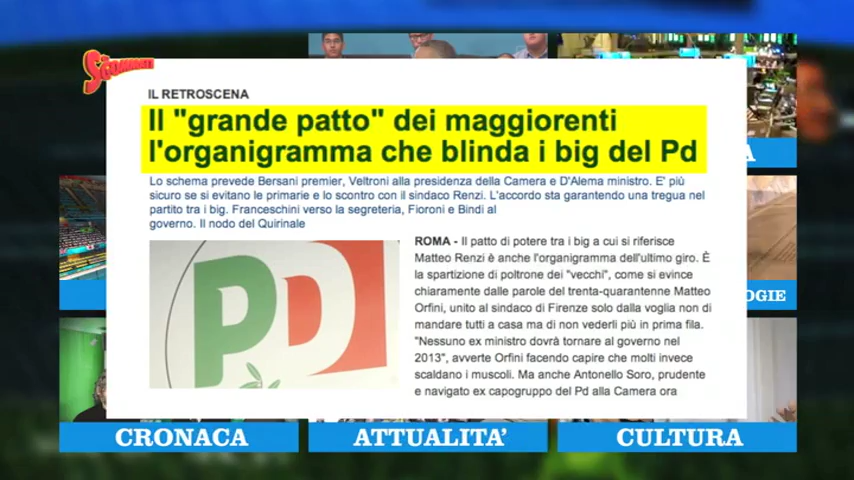 IL RETROSCENA
Il "grande patto" dei maggiorenti
l'organigramma che blinda i big del Pd
Lo schema prevede Bersani premier, Veltroni alla presidenza della Camera e D'Alema ministro. E' più
sicuro se si evitano le primarie e lo scontro con il sindaco Renzi. L'accordo sta garantendo una tregua nel
partito tra i big. Franceschini verso la segreteria, Fioroni e Bindi al
governo. Il nodo del Quirinale
PD
ROMA - Il patto di potere tra i big a cui si riferisce
Matteo Renzi è anche l'organigramma dell'ultimo giro. È
la spartizione di poltrone dei "vecchi", come si evince
chiaramente dalle parole del trenta-quarantenne Matteo
Orfini, unito al sindaco di Firenze solo dalla voglia non di
mandare tutti a casa ma di non vederli più in prima fila.
"Nessuno ex ministro dovrà tornare al governo nel
2013", avverte Orfini facendo capire che molti invece
scaldano i muscoli. Ma anche Antonello Soro, prudente
e navigato ex capogruppo del Pd alla Camera ora
A
OGIE
CRONACA
ATTUALITA'
CULTURA